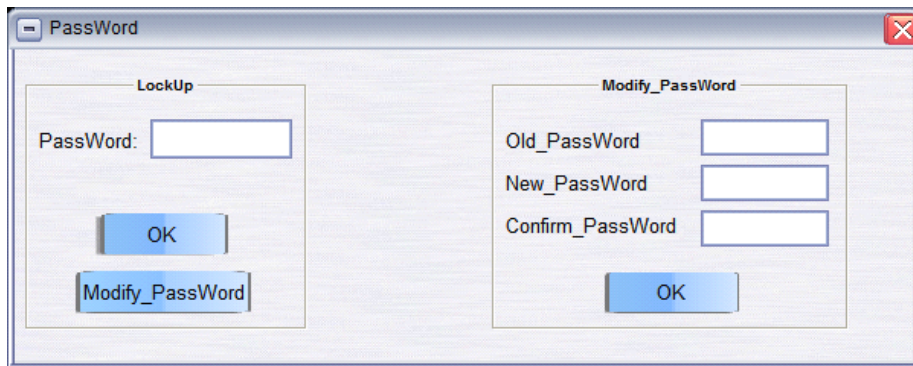 PassWord
LockUp
PassWord:
OK
Modify_PassWord
Modify_PassWord
Old_PassWord
New_PassWord
Confirm_PassWord
OK